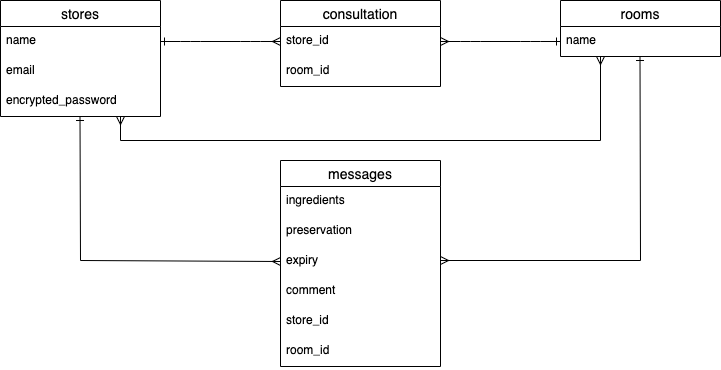 stores
name
email
encrypted_password
consultation
store_id
room_id
rooms
name
messages
ingredients
preservation
expiry
comment
store_id
room_id